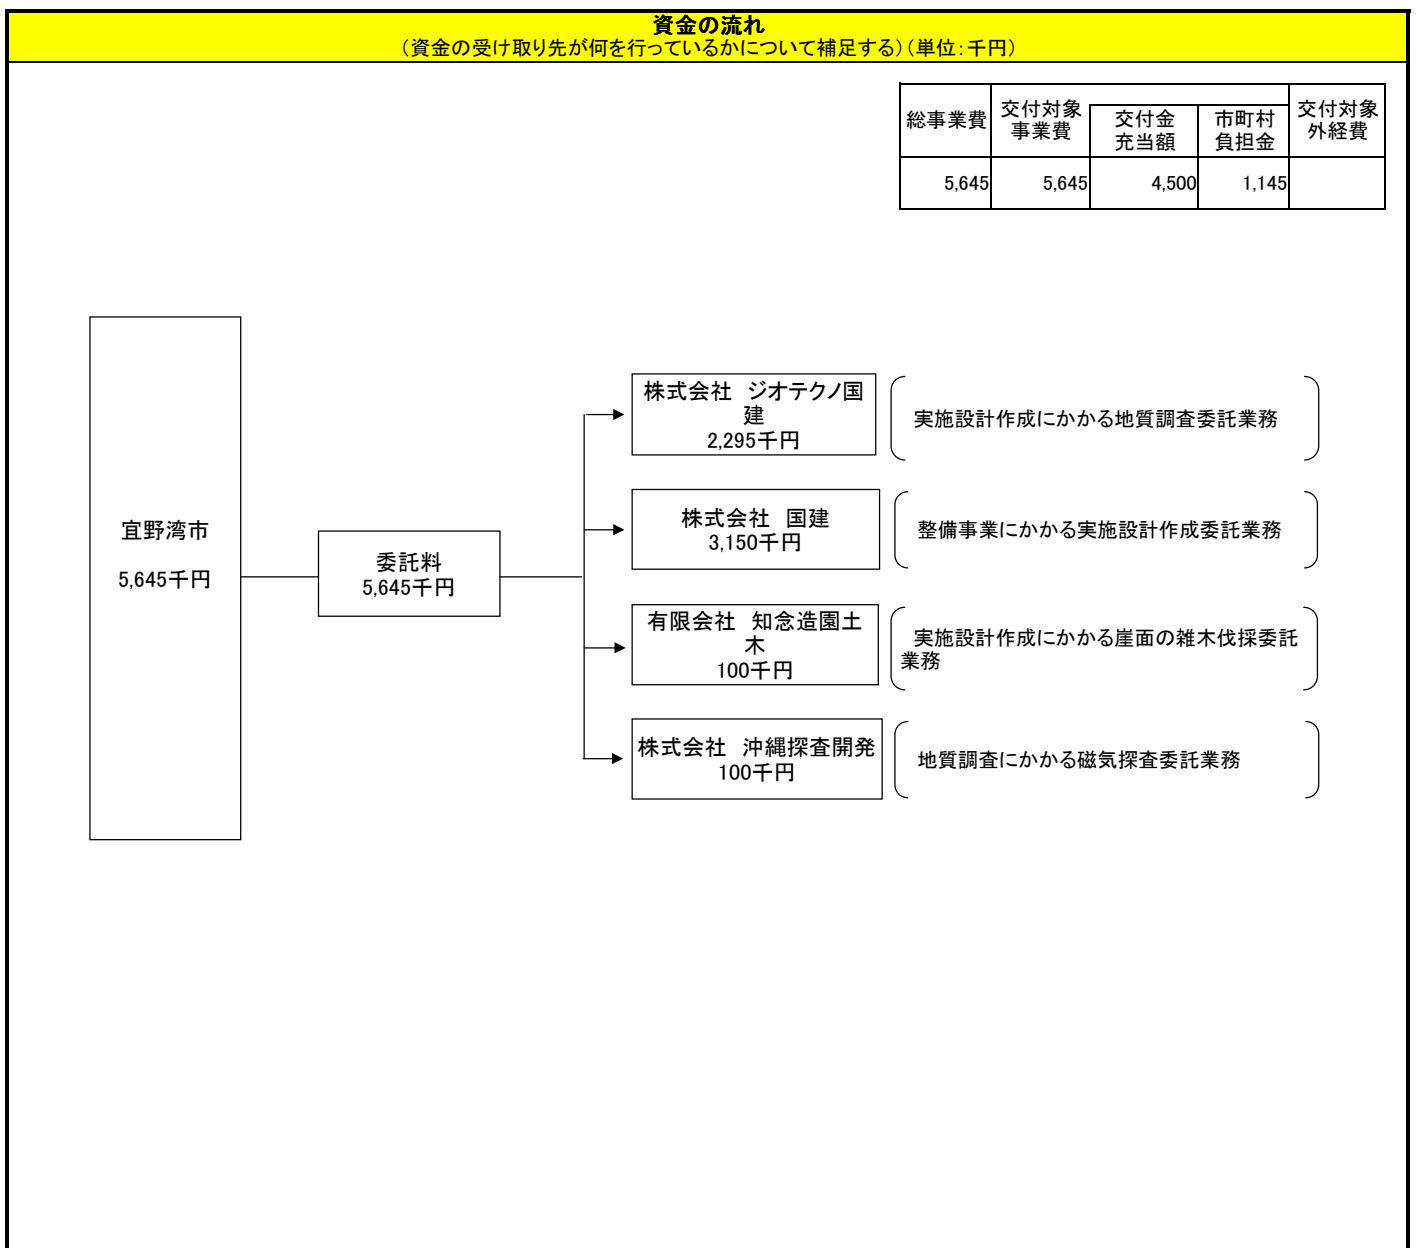 資金の流れ
（資金の受け取り先が何を行っているかについて補足する）（単位：千円）
総事業費
交付対象
事業費
交付金
充当額
市町村
負担金
交付対象
外経費
5,645
5,645
4,500
1,145
宜野湾市
5,645千円
委託料
5,645千円
株式会社　ジオテクノ国
建
2,295千円
実施設計作成にかかる地質調査委託業務
株式会社　国建
3,150千円
整備事業にかかる実施設計作成委託業務
有限会社　知念造園土
木
100千円
実施設計作成にかかる崖面の雑木伐採委託
業務
株式会社　沖縄探査開発
100千円
地質調査にかかる磁気探査委託業務